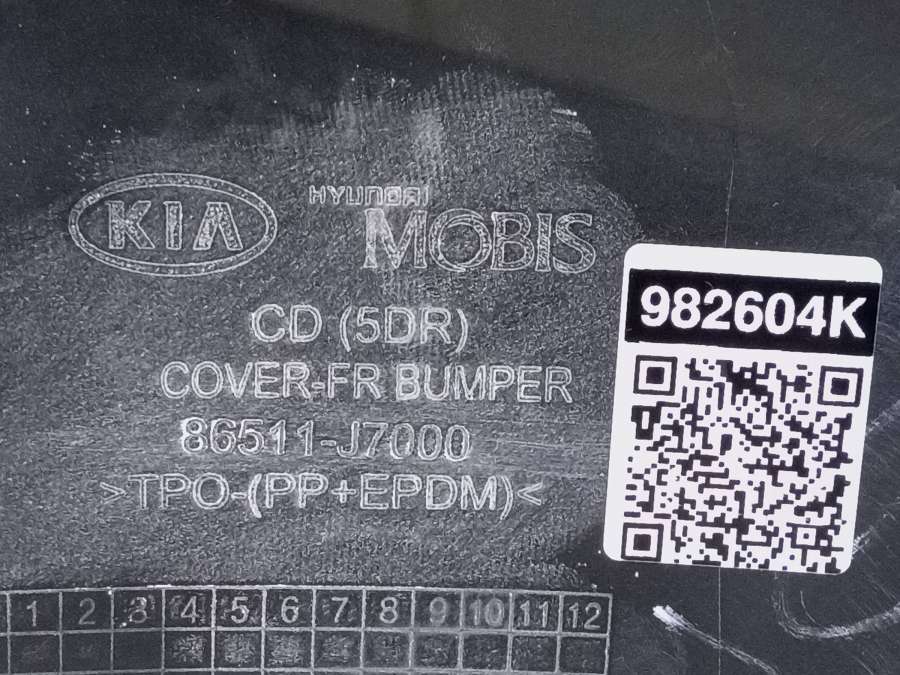 KIA
HYUNDAI
MOBIS
982604K
CD (5DR)
COVER-FR BUMPER
86511-J7000
>TPO-(PP+EPDM)<
1 2 3 4 5 6 7 8 9 10 11 12